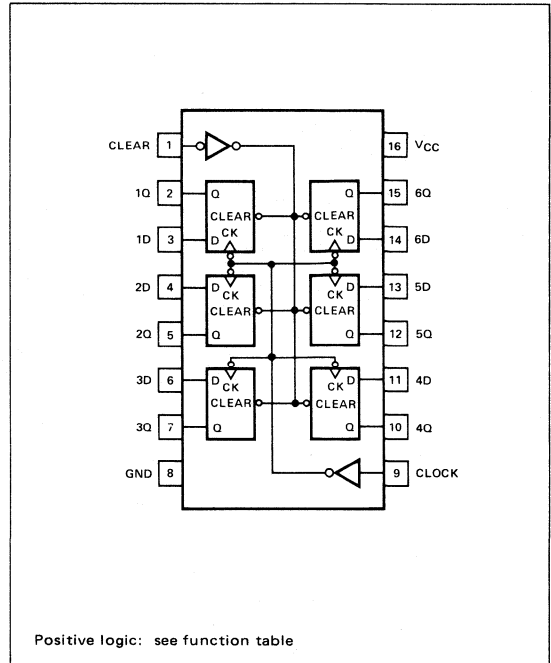 CLEAR 1 16 VCC
1Q 2 Q Q 15 6Q
CLEAR CLEAR
CK CK
1D 3 D D 14 6D
2D 4 D CK CK D 13 5D
CLEAR CLEAR
2Q 5 Q Q 12 5Q
3D 6 D CK CK D 11 4D
CLEAR CLEAR
3Q 7 Q Q 10 4Q
GND 8 9 CLOCK
Positive logic: see function table